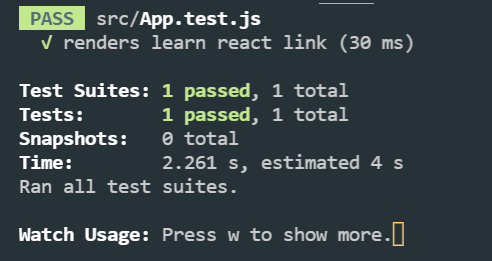 PASS src/App.test.js
√ renders learn react link (30 ms)
Test Suites: 1 passed, 1 total
Tests: 1 passed, 1 total
Snapshots: 0 total
Time: 2.261 s, estimated 4 s
Ran all test suites.
Watch Usage: Press w to show more.